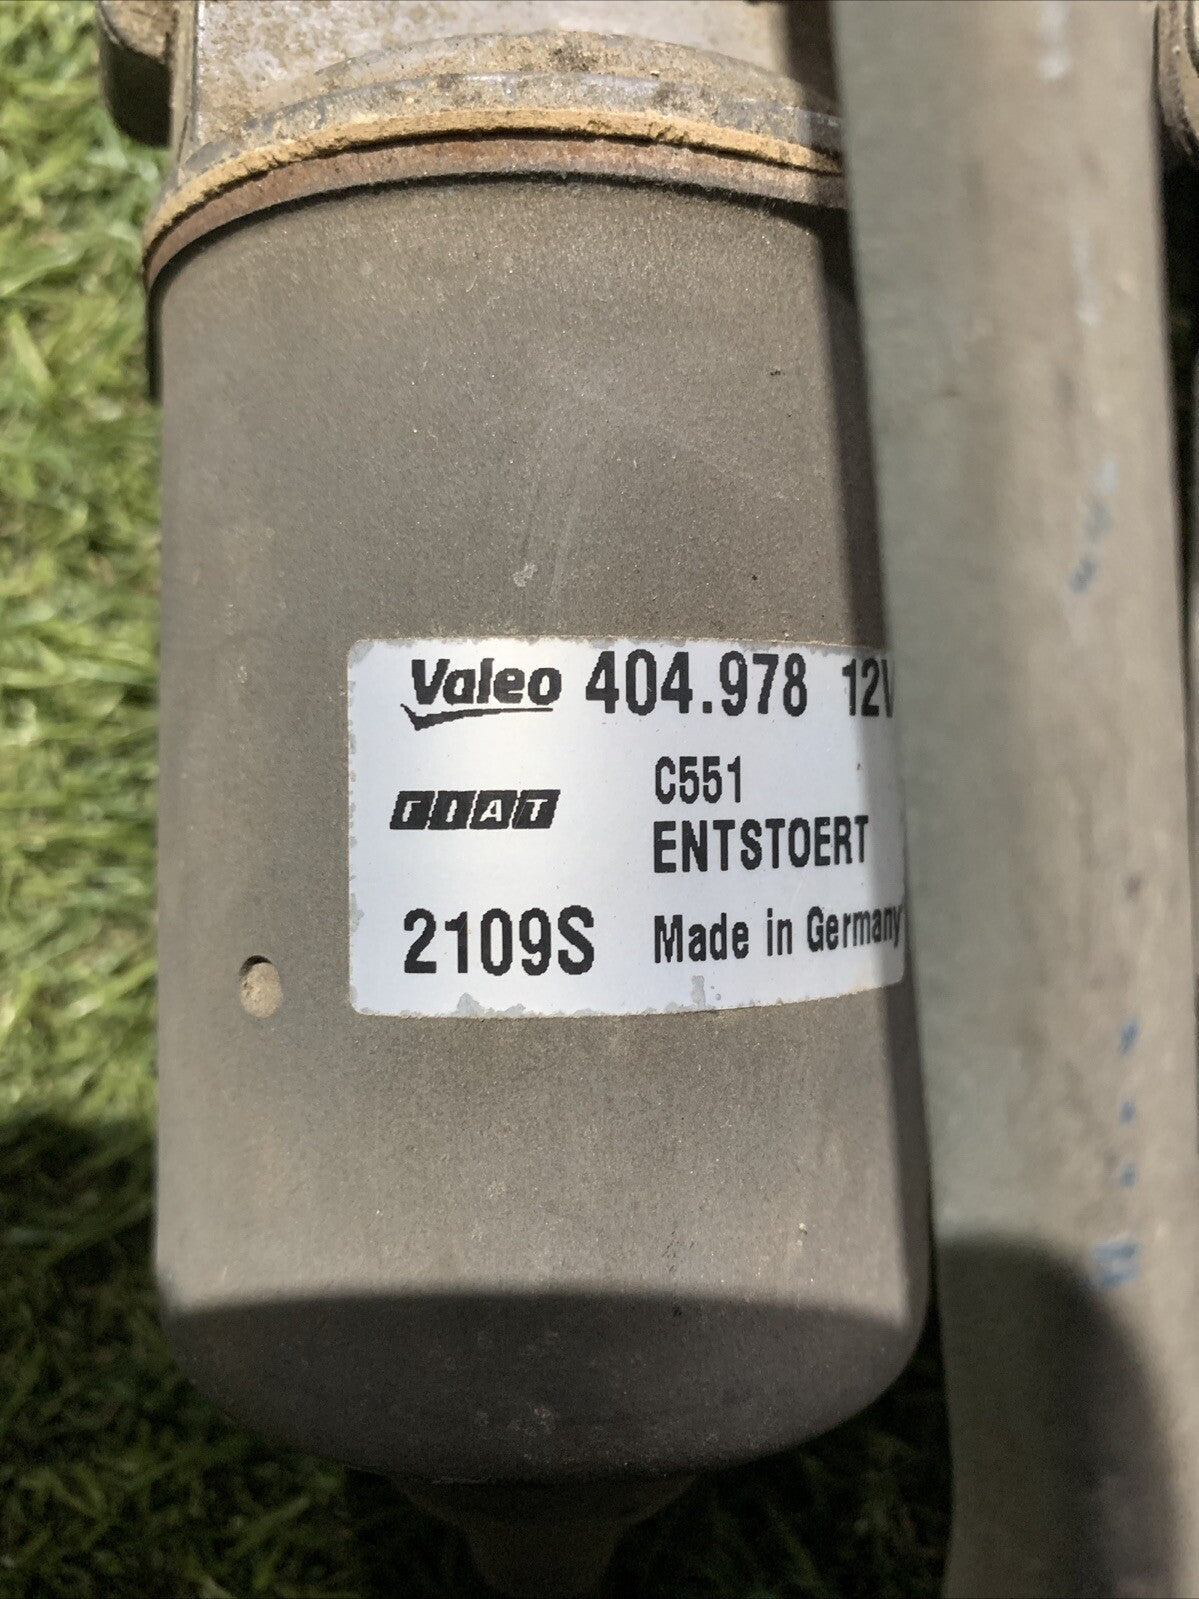 Valeo 404.978 12V
C551
FIAT
ENTSTOERT
2109S Made in Germany